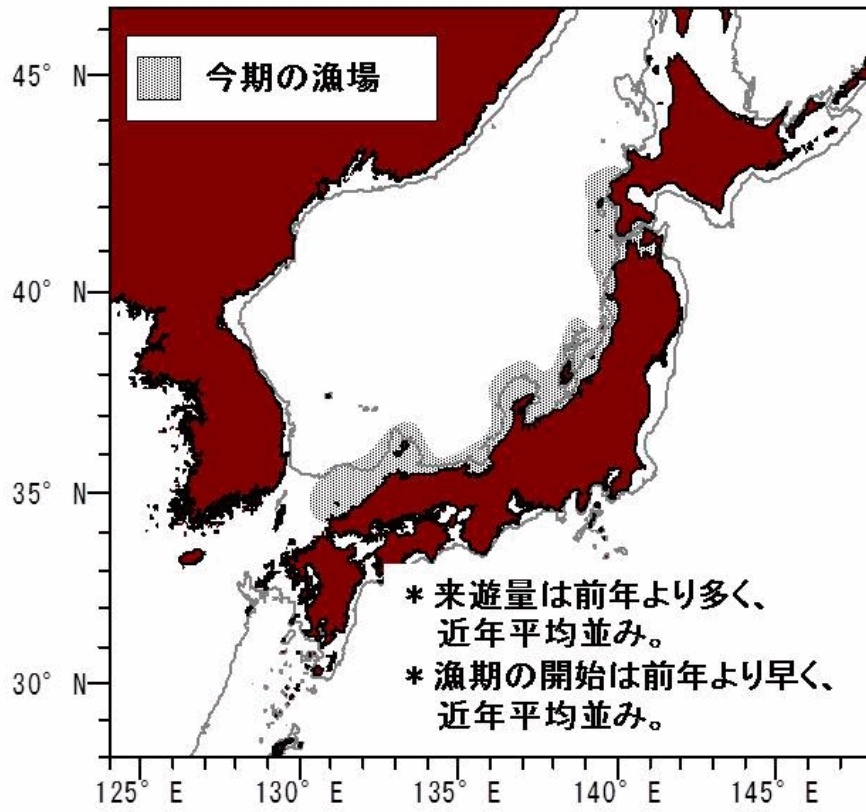 45° N
今期の漁場
40° N
35° N
＊来遊量は前年より多く、
近年平均並み。
＊漁期の開始は前年より早く、
近年平均並み。
30° N
125° E
130° E
135° E
140° E
145° E